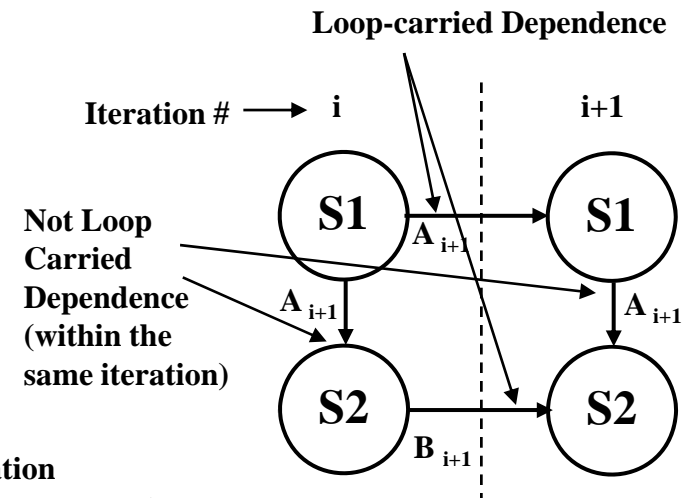 Loop-carried Dependence
Iteration # i i+1
S1 S1
Not Loop
Carried
Dependence
(within the
same iteration)
A i+1
A i+1
A i+1
S2 S2
B i+1